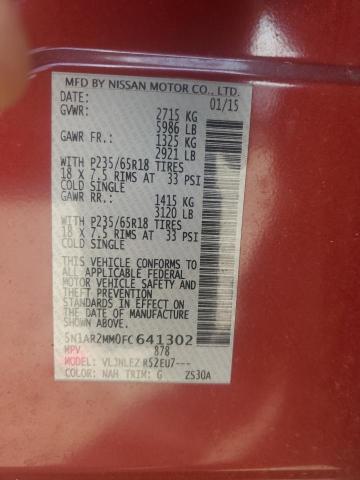 MFD BY NISSAN MOTOR CO., LTD.
DATE: 01/15
GVWR: 2715 KG
5986 LB
GAWR FR.: 1325 KG
2921 LB
WITH P235/65R18 TIRES
18 X 7.5 RIMS AT 33 PSI
COLD SINGLE
GAWR RR.: 1415 KG
3120 LB
WITH P235/65R18 TIRES
18 X 7.5 RIMS AT 33 PSI
COLD SINGLE
THIS VEHICLE CONFORMS TO
ALL APPLICABLE FEDERAL
MOTOR VEHICLE SAFETY AND
THEFT PREVENTION
STANDARDS IN EFFECT ON
THE DATE OF MANUFACTURE
SHOWN ABOVE.
5N1AR2MM0FC641302
MPV 878
MODEL: VLJNLEZ R52EU7---
COLOR: NAH TRIM: G ZS30A